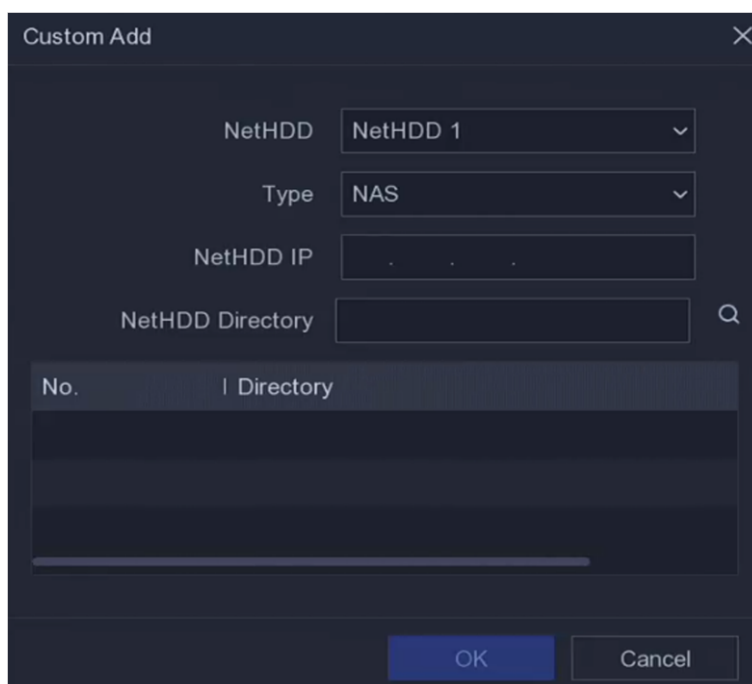 Custom Add
NetHDD NetHDD 1
Type NAS
NetHDD IP . . .
NetHDD Directory
No. Directory
OK Cancel